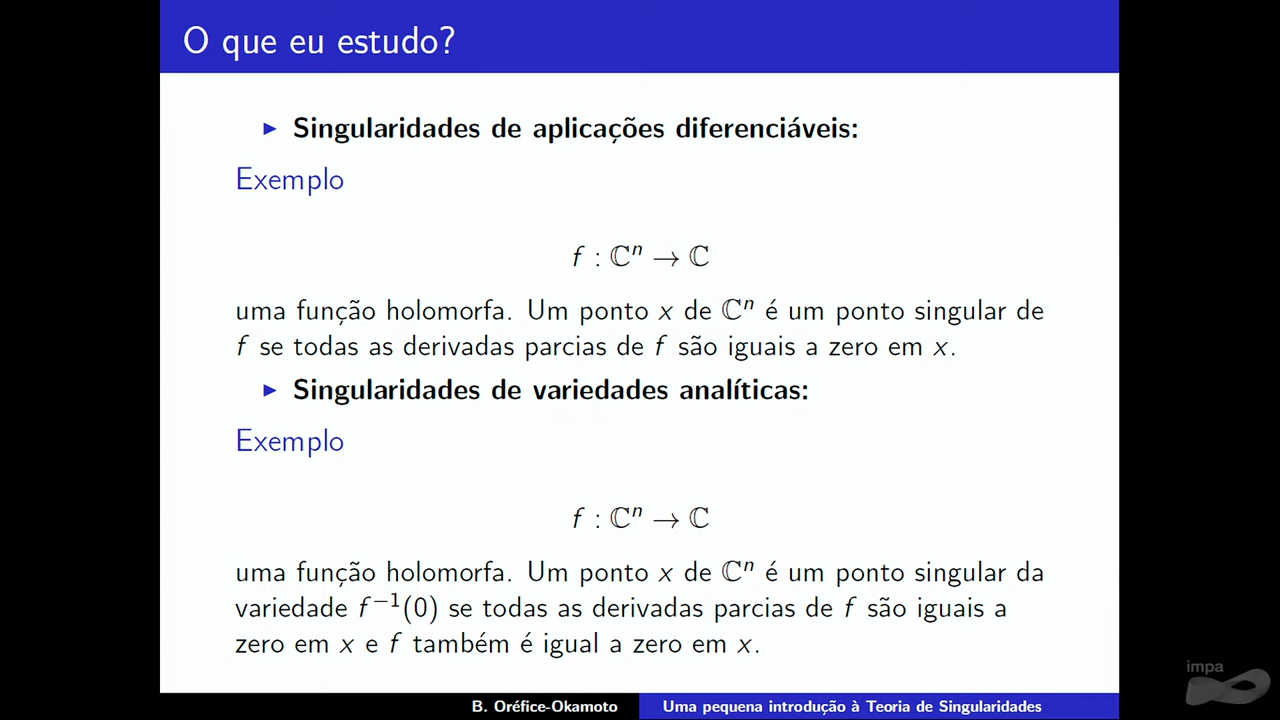 O que eu estudo?
▶ Singularidades de aplicações diferenciáveis:
Exemplo
f : ℂⁿ → ℂ
uma função holomorfa. Um ponto x de ℂⁿ é um ponto singular de
f se todas as derivadas parcias de f são iguais a zero em x.
▶ Singularidades de variedades analíticas:
Exemplo
f : ℂⁿ → ℂ
uma função holomorfa. Um ponto x de ℂⁿ é um ponto singular da
variedade f⁻¹(0) se todas as derivadas parcias de f são iguais a
zero em x e f também é igual a zero em x.
impa
B. Oréfice-Okamoto Uma pequena introdução à Teoria de Singularidades